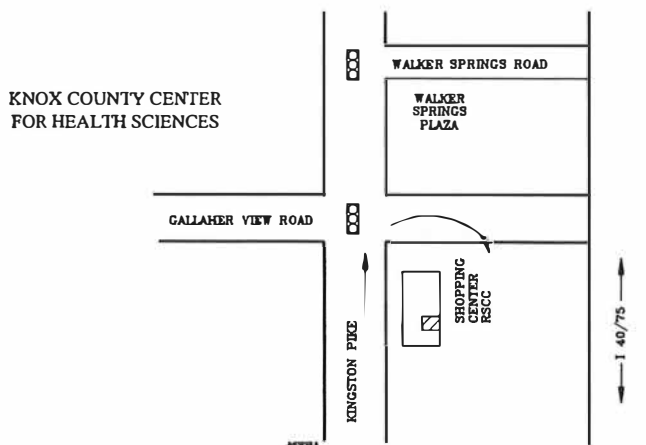 WALKER SPRINGS ROAD
KNOX COUNTY CENTER
FOR HEALTH SCIENCES
WALKER
SPRINGS
PLAZA
GALLAHER VIEW ROAD
SHOPPING
CENTER
RSCC
KINGSTON PIKE
I 40/75